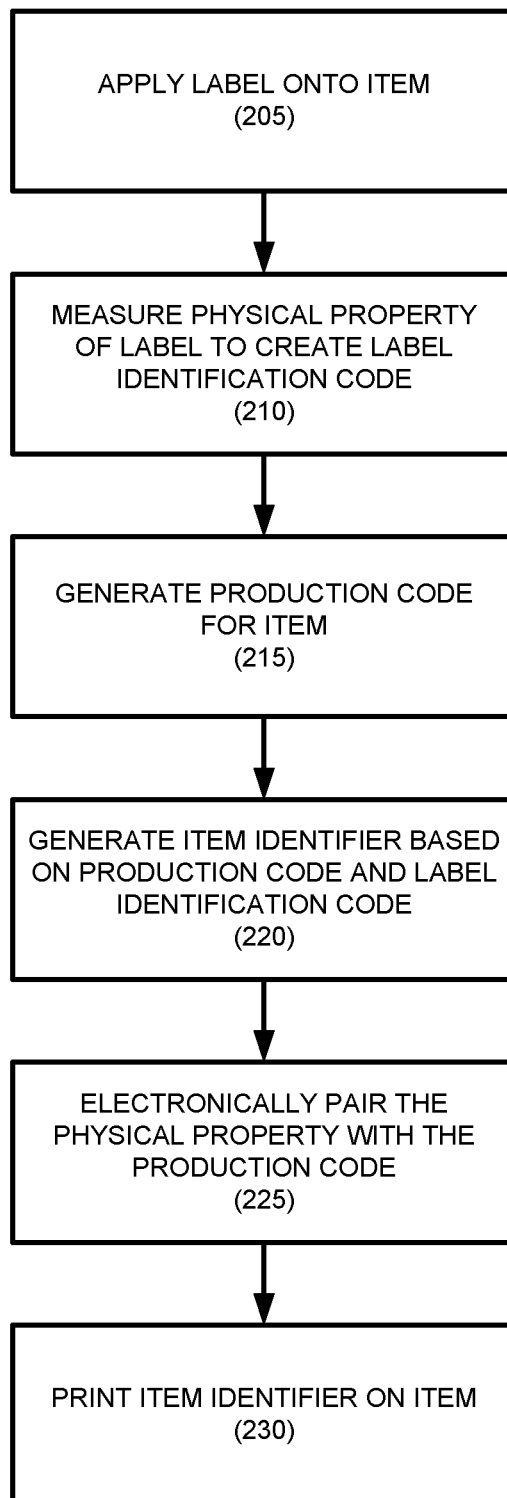 APPLY LABEL ONTO ITEM
(205)
MEASURE PHYSICAL PROPERTY
OF LABEL TO CREATE LABEL
IDENTIFICATION CODE
(210)
GENERATE PRODUCTION CODE
FOR ITEM
(215)
GENERATE ITEM IDENTIFIER BASED
ON PRODUCTION CODE AND LABEL
IDENTIFICATION CODE
(220)
ELECTRONICALLY PAIR THE
PHYSICAL PROPERTY WITH THE
PRODUCTION CODE
(225)
PRINT ITEM IDENTIFIER ON ITEM
(230)